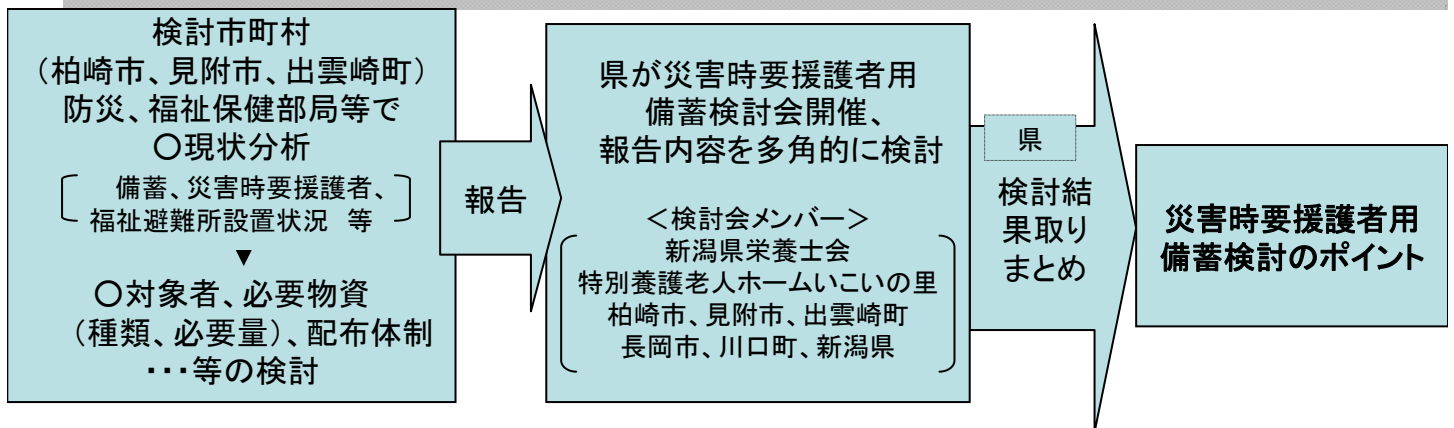 検討市町村
（柏崎市、見附市、出雲崎町）
防災、福祉保健部局等で
○現状分析
備蓄、災害時要援護者、
福祉避難所設置状況　等
▼
○対象者、必要物資
（種類、必要量）、配布体制
・・・等の検討
報告
県が災害時要援護者用
備蓄検討会開催、
報告内容を多角的に検討
＜検討会メンバー＞
新潟県栄養士会
特別養護老人ホームいこいの里
柏崎市、見附市、出雲崎町
長岡市、川口町、新潟県
県
検討結
果取り
まとめ
災害時要援護者用
備蓄検討のポイント